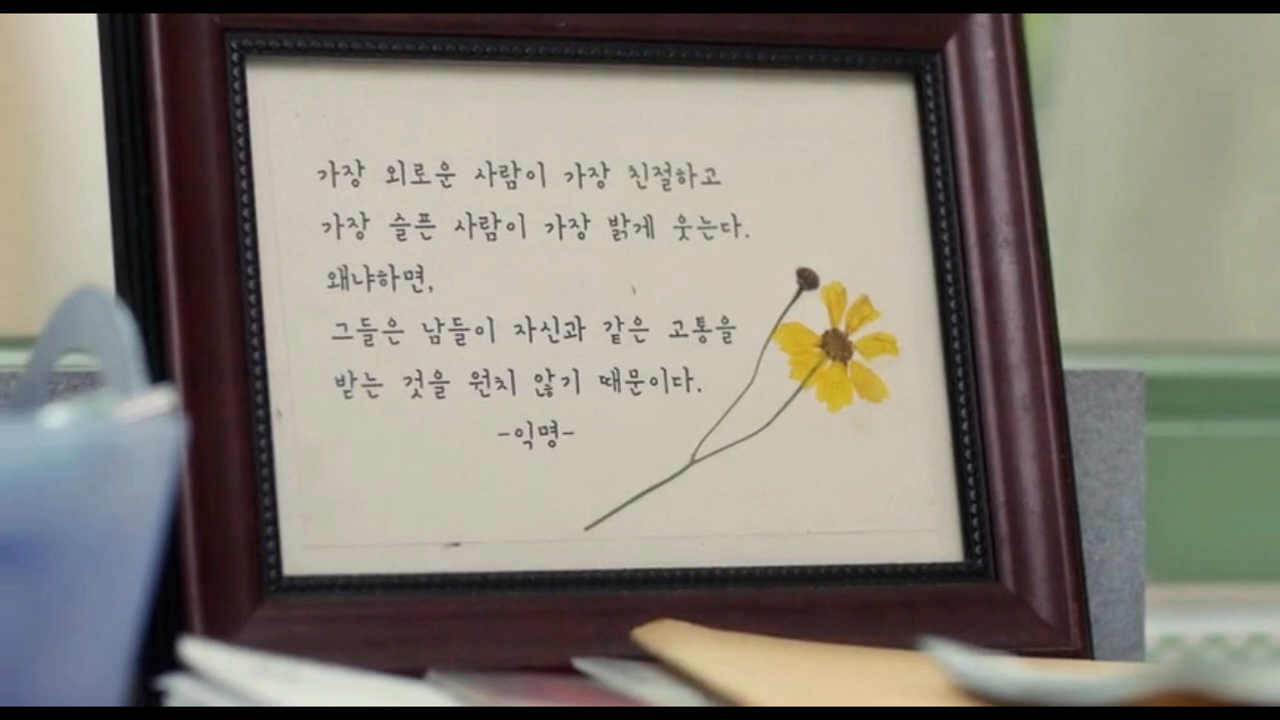 가장 외로운 사람이 가장 친절하고
가장 슬픈 사람이 가장 밝게 웃는다.
왜냐하면,
그들은 남들이 자신과 같은 고통을
받는 것을 원치 않기 때문이다.
-익명-